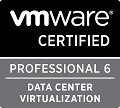 vmware®
CERTIFIED
PROFESSIONAL 6
DATA CENTER
VIRTUALIZATION